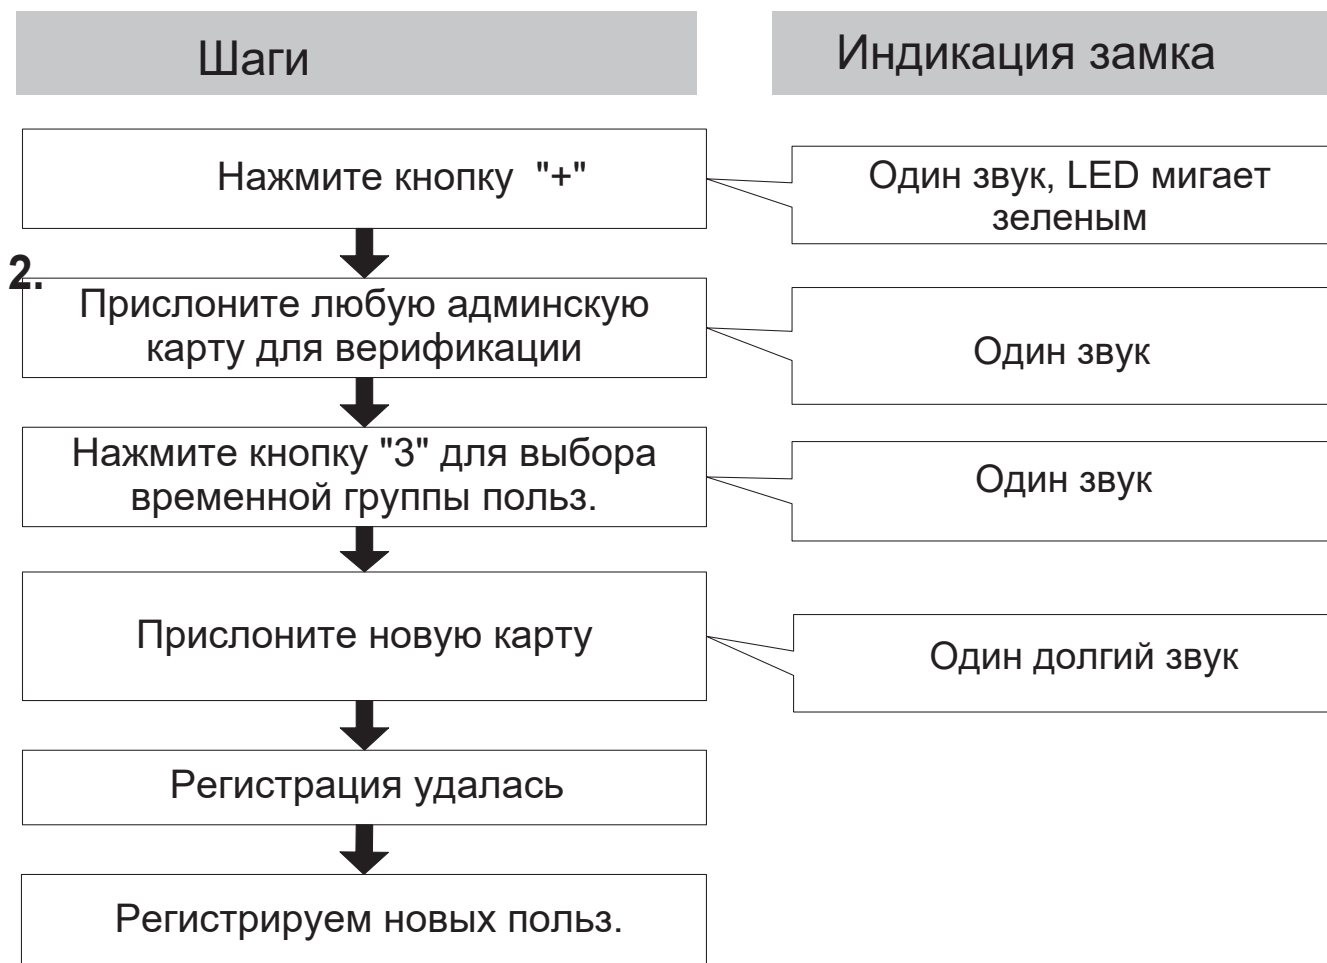 Шаги
Индикация замка
Нажмите кнопку "+"
Один звук, LED мигает
зеленым
2.
Прислоните любую админскую
карту для верификации
Один звук
Нажмите кнопку "3" для выбора
временной группы польз.
Один звук
Прислоните новую карту
Один долгий звук
Регистрация удалась
Регистрируем новых польз.